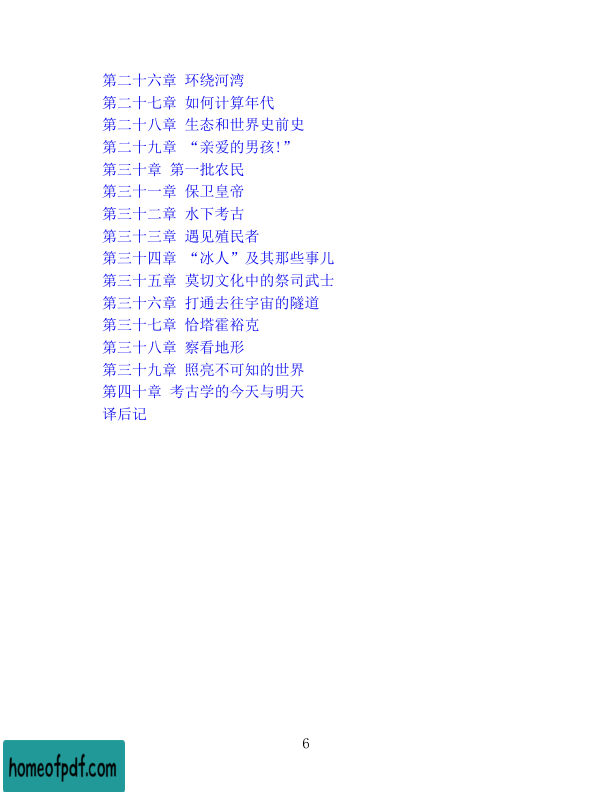 第二十六章 环绕河湾
第二十七章 如何计算年代
第二十八章 生态和世界史前史
第二十九章 “亲爱的男孩!”
第三十章 第一批农民
第三十一章 保卫皇帝
第三十二章 水下考古
第三十三章 遇见殖民者
第三十四章 “冰人”及其那些事儿
第三十五章 莫切文化中的祭司武士
第三十六章 打通去往宇宙的隧道
第三十七章 恰塔霍裕克
第三十八章 察看地形
第三十九章 照亮不可知的世界
第四十章 考古学的今天与明天
译后记
6
homeofpdf.com